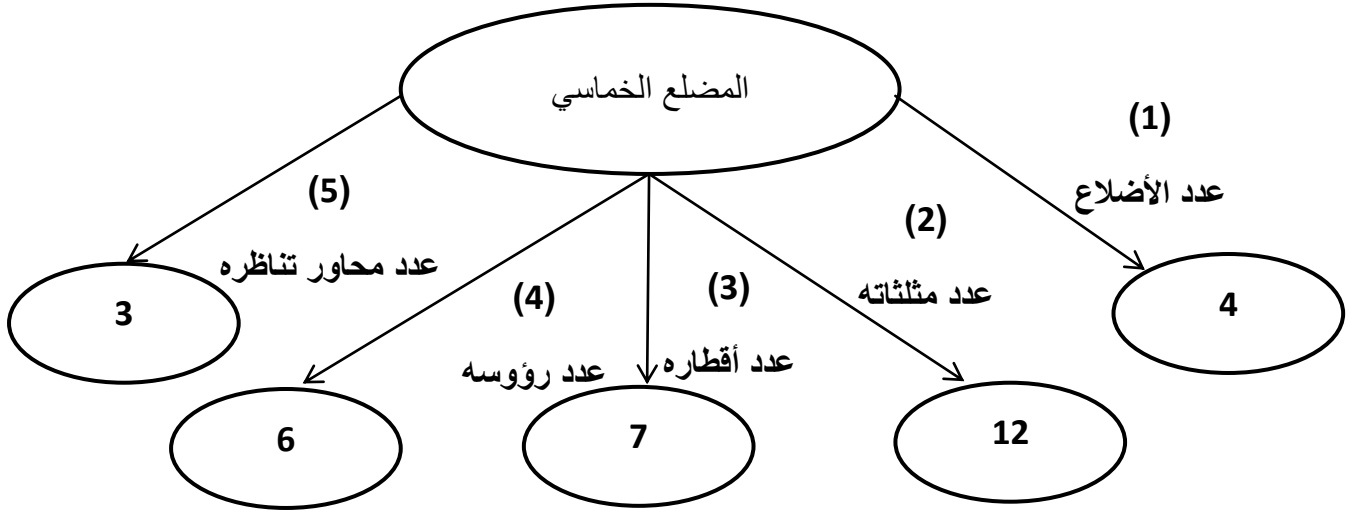 المضلع الخماسي
(1)
عدد الأضلاع
4
(2)
عدد مثلثاته
12
(3)
عدد أقطاره
7
(4)
عدد رؤوسه
6
(5)
عدد محاور تناظره
3